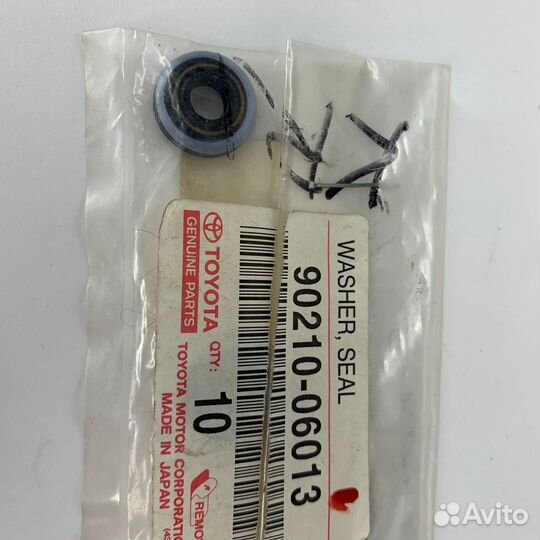 WASHER, SEAL
90210-06013
TOYOTA
GENUINE PARTS
QTY:
10
TOYOTA MOTOR CORPORATION
MADE IN JAPAN
Avito